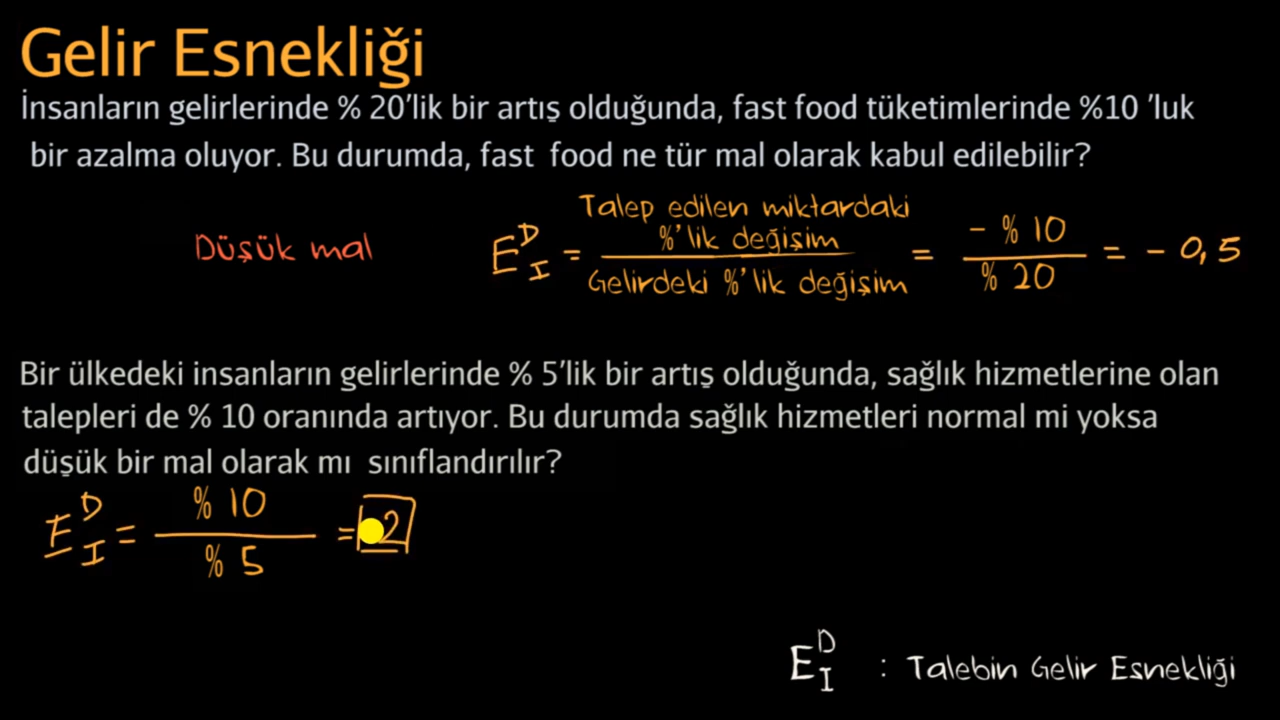 Gelir Esnekliği
İnsanların gelirlerinde % 20'lik bir artış olduğunda, fast food tüketimlerinde %10 'luk
bir azalma oluyor. Bu durumda, fast food ne tür mal olarak kabul edilebilir?
Düşük mal
E D I = Talep edilen miktardaki %'lik değişim / Gelirdeki %'lik değişim = - % 10 / % 20 = - 0,5
Bir ülkedeki insanların gelirlerinde % 5'lik bir artış olduğunda, sağlık hizmetlerine olan
talepleri de % 10 oranında artıyor. Bu durumda sağlık hizmetleri normal mi yoksa
düşük bir mal olarak mı sınıflandırılır?
E D I = % 10 / % 5 = 2
E D I : Talebin Gelir Esnekliği